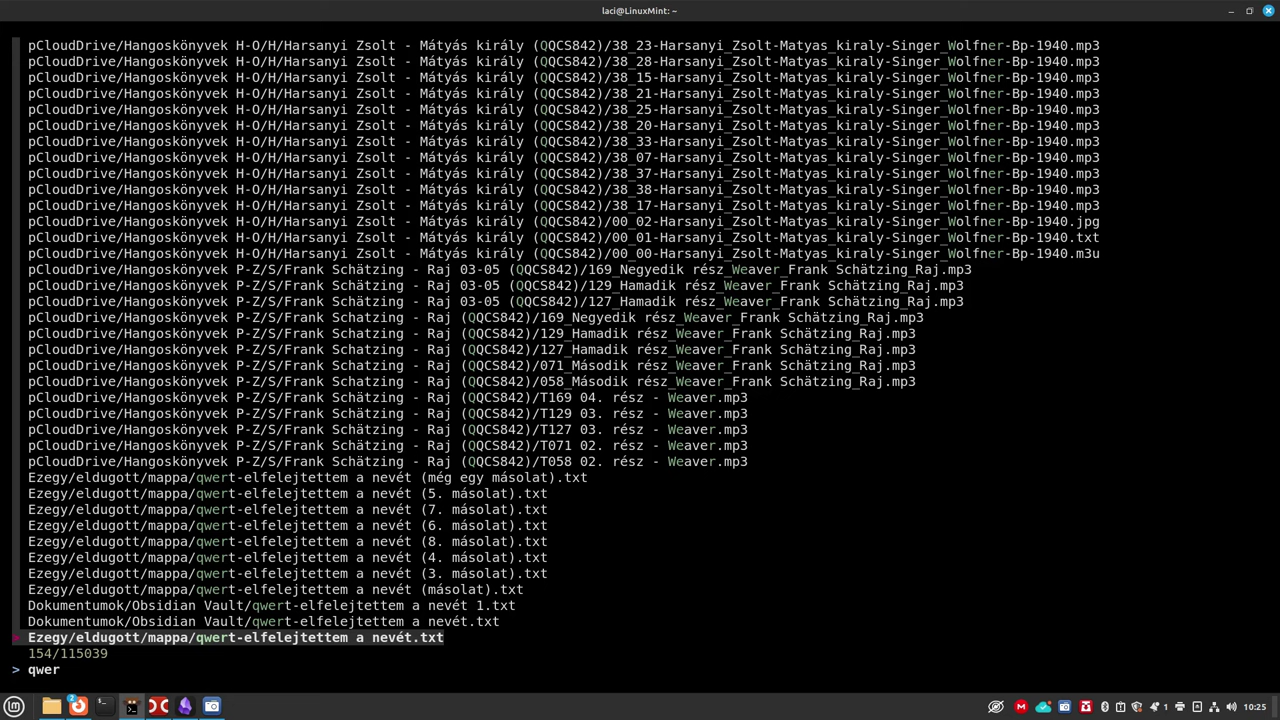 laci@LinuxMint: ~
pCloudDrive/Hangoskönyvek H-O/H/Harsanyi Zsolt - Mátyás király (QQCS842)/38_23-Harsanyi_Zsolt-Matyas_kiraly-Singer_Wolfner-Bp-1940.mp3
pCloudDrive/Hangoskönyvek H-O/H/Harsanyi Zsolt - Mátyás király (QQCS842)/38_28-Harsanyi_Zsolt-Matyas_kiraly-Singer_Wolfner-Bp-1940.mp3
pCloudDrive/Hangoskönyvek H-O/H/Harsanyi Zsolt - Mátyás király (QQCS842)/38_15-Harsanyi_Zsolt-Matyas_kiraly-Singer_Wolfner-Bp-1940.mp3
pCloudDrive/Hangoskönyvek H-O/H/Harsanyi Zsolt - Mátyás király (QQCS842)/38_21-Harsanyi_Zsolt-Matyas_kiraly-Singer_Wolfner-Bp-1940.mp3
pCloudDrive/Hangoskönyvek H-O/H/Harsanyi Zsolt - Mátyás király (QQCS842)/38_25-Harsanyi_Zsolt-Matyas_kiraly-Singer_Wolfner-Bp-1940.mp3
pCloudDrive/Hangoskönyvek H-O/H/Harsanyi Zsolt - Mátyás király (QQCS842)/38_20-Harsanyi_Zsolt-Matyas_kiraly-Singer_Wolfner-Bp-1940.mp3
pCloudDrive/Hangoskönyvek H-O/H/Harsanyi Zsolt - Mátyás király (QQCS842)/38_33-Harsanyi_Zsolt-Matyas_kiraly-Singer_Wolfner-Bp-1940.mp3
pCloudDrive/Hangoskönyvek H-O/H/Harsanyi Zsolt - Mátyás király (QQCS842)/38_07-Harsanyi_Zsolt-Matyas_kiraly-Singer_Wolfner-Bp-1940.mp3
pCloudDrive/Hangoskönyvek H-O/H/Harsanyi Zsolt - Mátyás király (QQCS842)/38_37-Harsanyi_Zsolt-Matyas_kiraly-Singer_Wolfner-Bp-1940.mp3
pCloudDrive/Hangoskönyvek H-O/H/Harsanyi Zsolt - Mátyás király (QQCS842)/38_38-Harsanyi_Zsolt-Matyas_kiraly-Singer_Wolfner-Bp-1940.mp3
pCloudDrive/Hangoskönyvek H-O/H/Harsanyi Zsolt - Mátyás király (QQCS842)/38_17-Harsanyi_Zsolt-Matyas_kiraly-Singer_Wolfner-Bp-1940.mp3
pCloudDrive/Hangoskönyvek H-O/H/Harsanyi Zsolt - Mátyás király (QQCS842)/00_02-Harsanyi_Zsolt-Matyas_kiraly-Singer_Wolfner-Bp-1940.jpg
pCloudDrive/Hangoskönyvek H-O/H/Harsanyi Zsolt - Mátyás király (QQCS842)/00_01-Harsanyi_Zsolt-Matyas_kiraly-Singer_Wolfner-Bp-1940.txt
pCloudDrive/Hangoskönyvek H-O/H/Harsanyi Zsolt - Mátyás király (QQCS842)/00_00-Harsanyi_Zsolt-Matyas_kiraly-Singer_Wolfner-Bp-1940.m3u
pCloudDrive/Hangoskönyvek P-Z/S/Frank Schätzing - Raj 03-05 (QQCS842)/169_Negyedik rész_Weaver_Frank Schätzing_Raj.mp3
pCloudDrive/Hangoskönyvek P-Z/S/Frank Schätzing - Raj 03-05 (QQCS842)/129_Hamadik rész_Weaver_Frank Schätzing_Raj.mp3
pCloudDrive/Hangoskönyvek P-Z/S/Frank Schätzing - Raj 03-05 (QQCS842)/127_Hamadik rész_Weaver_Frank Schätzing_Raj.mp3
pCloudDrive/Hangoskönyvek P-Z/S/Frank Schätzing - Raj (QQCS842)/169_Negyedik rész_Weaver_Frank Schätzing_Raj.mp3
pCloudDrive/Hangoskönyvek P-Z/S/Frank Schätzing - Raj (QQCS842)/129_Hamadik rész_Weaver_Frank Schätzing_Raj.mp3
pCloudDrive/Hangoskönyvek P-Z/S/Frank Schätzing - Raj (QQCS842)/127_Hamadik rész_Weaver_Frank Schätzing_Raj.mp3
pCloudDrive/Hangoskönyvek P-Z/S/Frank Schätzing - Raj (QQCS842)/071_Második rész_Weaver_Frank Schätzing_Raj.mp3
pCloudDrive/Hangoskönyvek P-Z/S/Frank Schätzing - Raj (QQCS842)/058_Második rész_Weaver_Frank Schätzing_Raj.mp3
pCloudDrive/Hangoskönyvek P-Z/S/Frank Schätzing - Raj (QQCS842)/T169 04. rész - Weaver.mp3
pCloudDrive/Hangoskönyvek P-Z/S/Frank Schätzing - Raj (QQCS842)/T129 03. rész - Weaver.mp3
pCloudDrive/Hangoskönyvek P-Z/S/Frank Schätzing - Raj (QQCS842)/T127 03. rész - Weaver.mp3
pCloudDrive/Hangoskönyvek P-Z/S/Frank Schätzing - Raj (QQCS842)/T071 02. rész - Weaver.mp3
pCloudDrive/Hangoskönyvek P-Z/S/Frank Schätzing - Raj (QQCS842)/T058 02. rész - Weaver.mp3
Ezegy/eldugott/mappa/qwert-elfelejtettem a nevét (még egy másolat).txt
Ezegy/eldugott/mappa/qwert-elfelejtettem a nevét (5. másolat).txt
Ezegy/eldugott/mappa/qwert-elfelejtettem a nevét (7. másolat).txt
Ezegy/eldugott/mappa/qwert-elfelejtettem a nevét (6. másolat).txt
Ezegy/eldugott/mappa/qwert-elfelejtettem a nevét (8. másolat).txt
Ezegy/eldugott/mappa/qwert-elfelejtettem a nevét (4. másolat).txt
Ezegy/eldugott/mappa/qwert-elfelejtettem a nevét (3. másolat).txt
Ezegy/eldugott/mappa/qwert-elfelejtettem a nevét (másolat).txt
Dokumentumok/Obsidian Vault/qwert-elfelejtettem a nevét 1.txt
Dokumentumok/Obsidian Vault/qwert-elfelejtettem a nevét.txt
> Ezegy/eldugott/mappa/qwert-elfelejtettem a nevét.txt
154/115039
> qwer
2
1
10:25